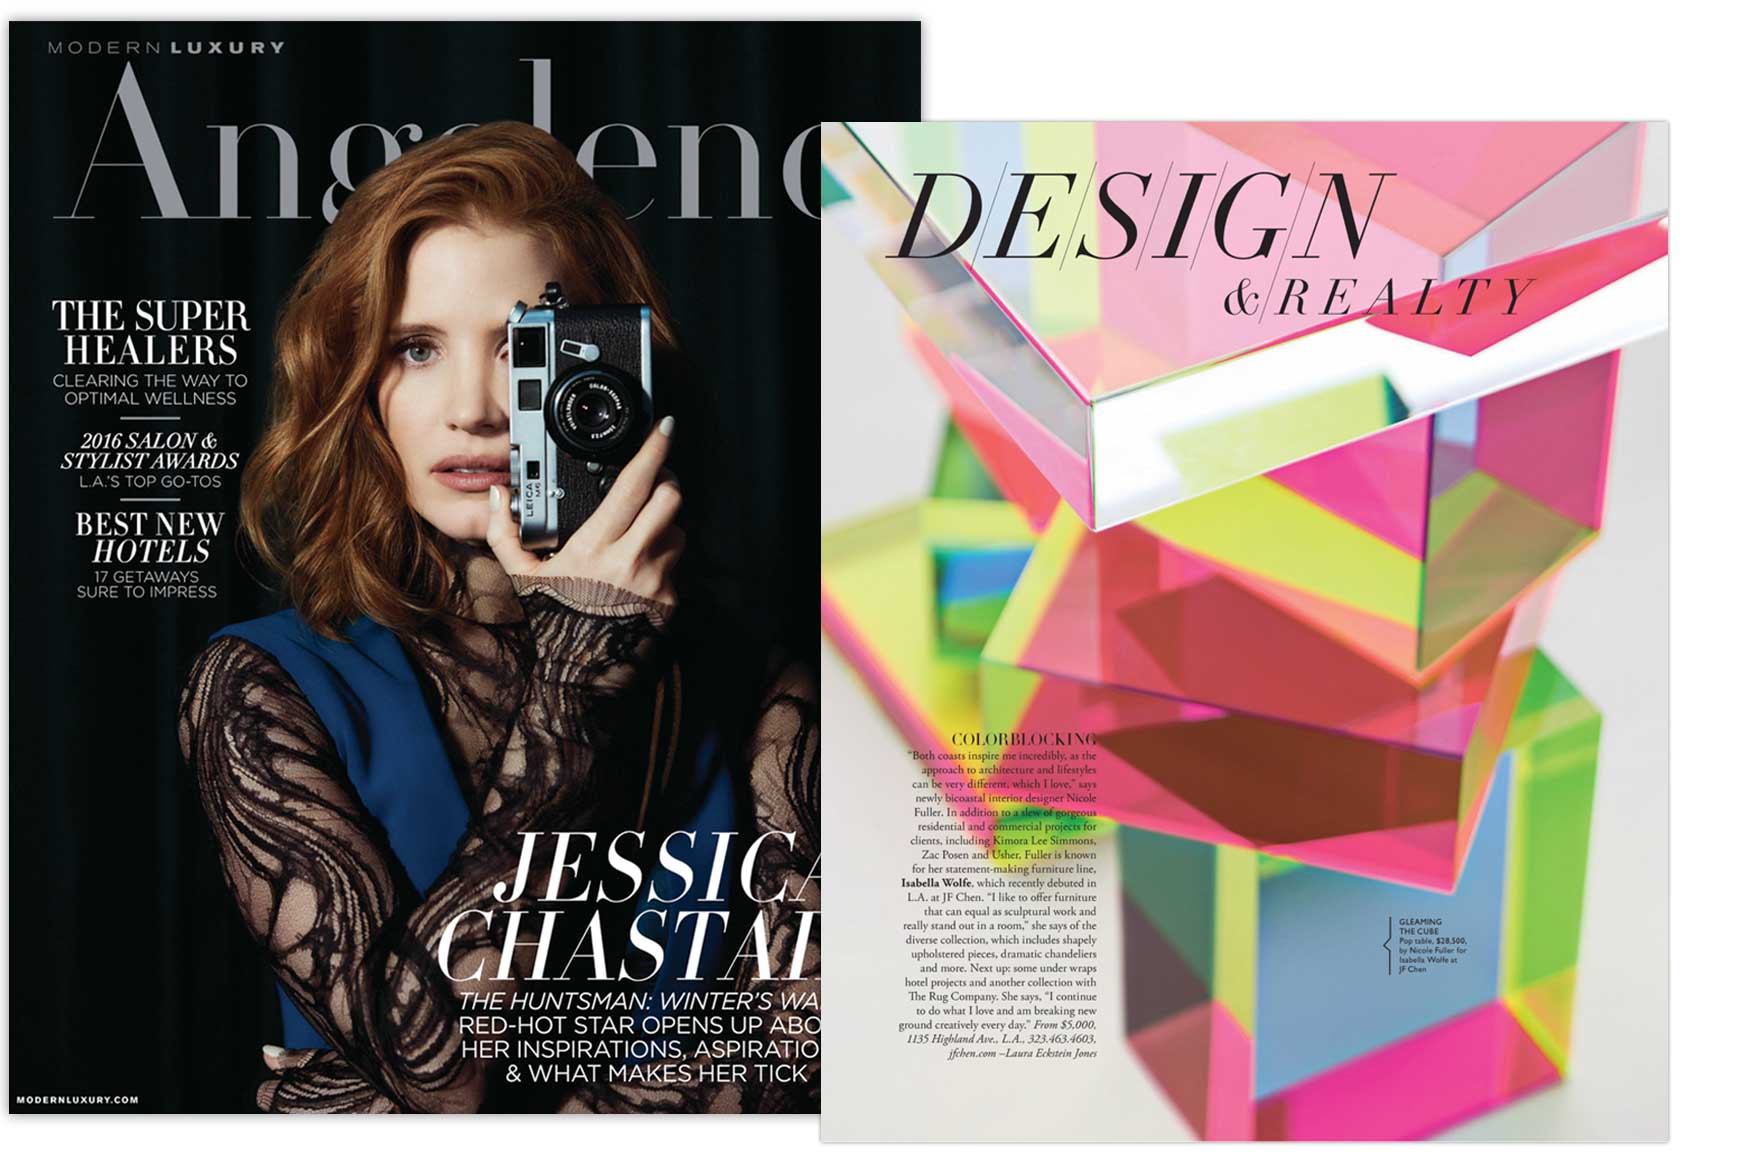 MODERN LUXURY
Angeleno
THE SUPER
HEALERS
CLEARING THE WAY TO
OPTIMAL WELLNESS
2016 SALON &
STYLIST AWARDS
L.A.'S TOP GO-TOS
BEST NEW
HOTELS
17 GETAWAYS
SURE TO IMPRESS
LEICA
M6
JESSICA
CHASTAI
THE HUNTSMAN: WINTER'S WA
RED-HOT STAR OPENS UP ABO
HER INSPIRATIONS, ASPIRATIO
& WHAT MAKES HER TICK
MODERNLUXURY.COM
D/E/S/I/G/N
&/REALTY
COLORBLOCKING
“Both coasts inspire me incredibly, as the
approach to architecture and lifestyles
can be very different, which I love,” says
newly bicoastal interior designer Nicole
Fuller. In addition to a slew of gorgeous
residential and commercial projects for
clients, including Kimora Lee Simmons,
Zac Posen and Usher, Fuller is known
for her statement-making furniture line,
Isabella Wolfe, which recently debuted in
L.A. at JF Chen. “I like to offer furniture
that can equal as sculptural work and
really stand out in a room,” she says of the
diverse collection, which includes shapely
upholstered pieces, dramatic chandeliers
and more. Next up: some under wraps
hotel projects and another collection with
The Rug Company. She says, “I continue
to do what I love and am breaking new
ground creatively every day.” From $5,000,
1135 Highland Ave., L.A., 323.463.4603,
jfchen.com –Laura Eckstein Jones
GLEAMING
THE CUBE
Pop table, $28,500,
by Nicole Fuller for
Isabella Wolfe at
JF Chen